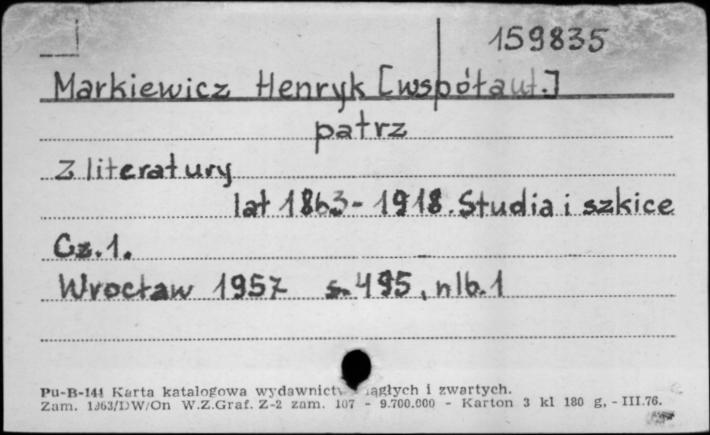 159835
Markiewicz Henryk [współaut.]
patrz
Z literatury
lat 1863-1918. Studia i szkice
Cz. 1.
Wrocław 1957 s. 495, nlb. 1
Pu-B-144 Karta katalogowa wydawnictw ciągłych i zwartych.
Zam. 1363/DW/On W.Z.Graf. Z-2 zam. 107 - 9.700.000 - Karton 3 kl 180 g. - III.76.